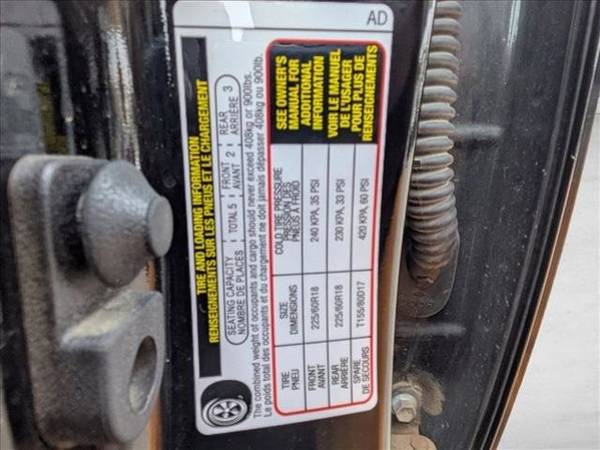 AD
TIRE AND LOADING INFORMATION
RENSEIGNEMENTS SUR LES PNEUS ET LE CHARGEMENT
SEATING CAPACITY TOTAL 5 FRONT 2 REAR 3
NOMBRE DE PLACES AVANT ARRIÈRE
The combined weight of occupants and cargo should never exceed 408kg or 900lbs.
Le poids total des occupants et du chargement ne doit jamais dépasser 408kg ou 900lb.
TIRE SIZE COLD TIRE PRESSURE
PNEU DIMENSIONS PRESSION DES
PNEUS A FROID
FRONT 225/60R18 240 KPA, 35 PSI
AVANT
REAR 225/60R18 230 KPA, 33 PSI
ARRIÈRE
SPARE T155/80D17 420 KPA, 60 PSI
DE SECOURS
SEE OWNER'S
MANUAL FOR
ADDITIONAL
INFORMATION
VOIR LE MANUEL
DE L'USAGER
POUR PLUS DE
RENSEIGNEMENTS